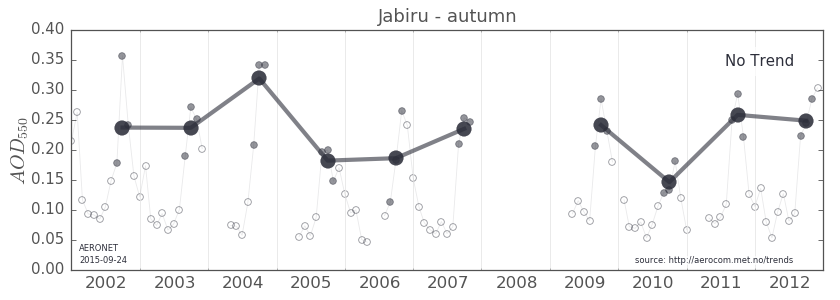 Jabiru - autumn
No Trend
AOD550
0.40
0.35
0.30
0.25
0.20
0.15
0.10
0.05
0.00
AERONET
2015-09-24
source: http://aerocom.met.no/trends
2002 2003 2004 2005 2006 2007 2008 2009 2010 2011 2012